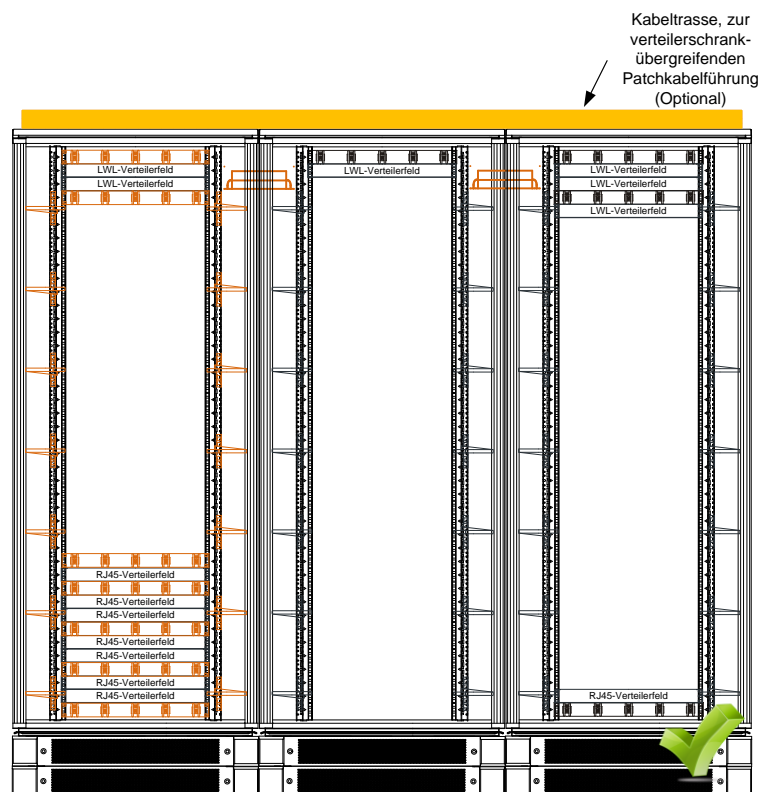 Kabeltrasse, zur
verteilerschrank-
übergreifenden
Patchkabelführung
(Optional)
LWL-Verteilerfeld
LWL-Verteilerfeld
RJ45-Verteilerfeld
RJ45-Verteilerfeld
RJ45-Verteilerfeld
RJ45-Verteilerfeld
RJ45-Verteilerfeld
RJ45-Verteilerfeld
RJ45-Verteilerfeld
LWL-Verteilerfeld
LWL-Verteilerfeld
LWL-Verteilerfeld
LWL-Verteilerfeld
RJ45-Verteilerfeld